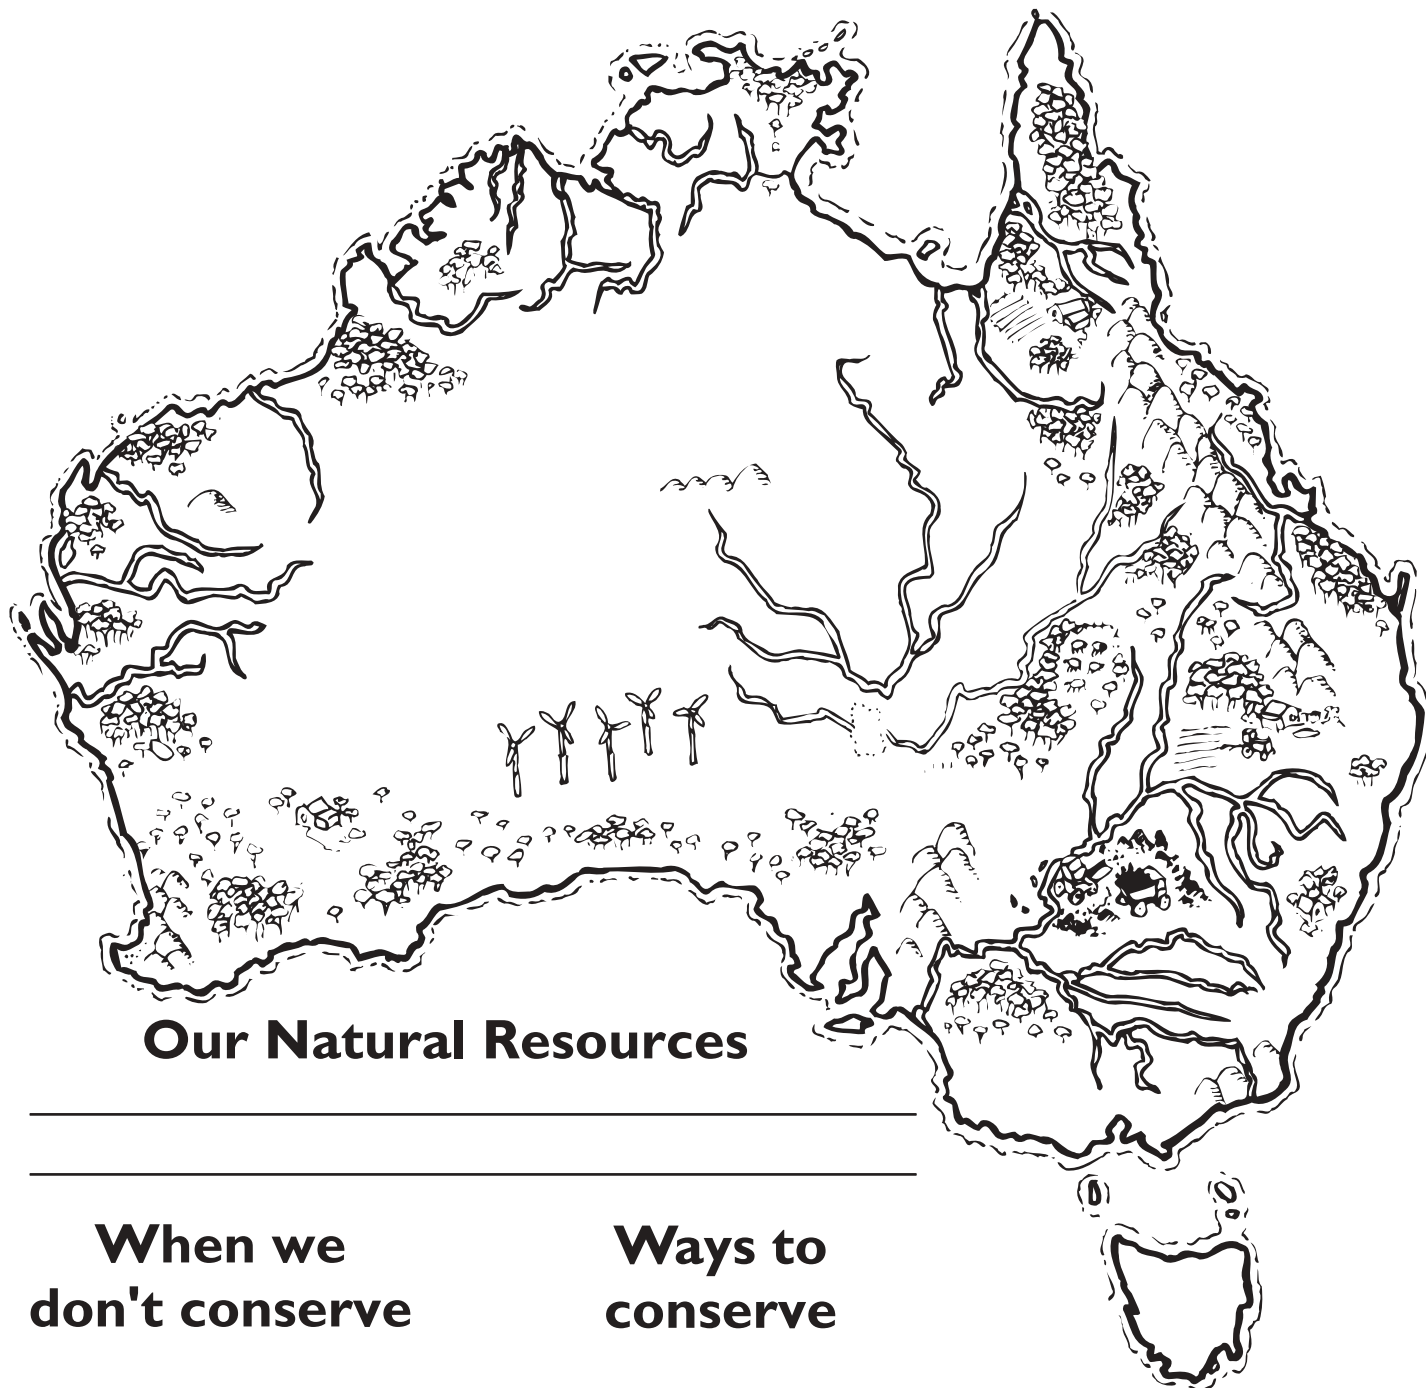 Our Natural Resources
When we
don't conserve
Ways to
conserve